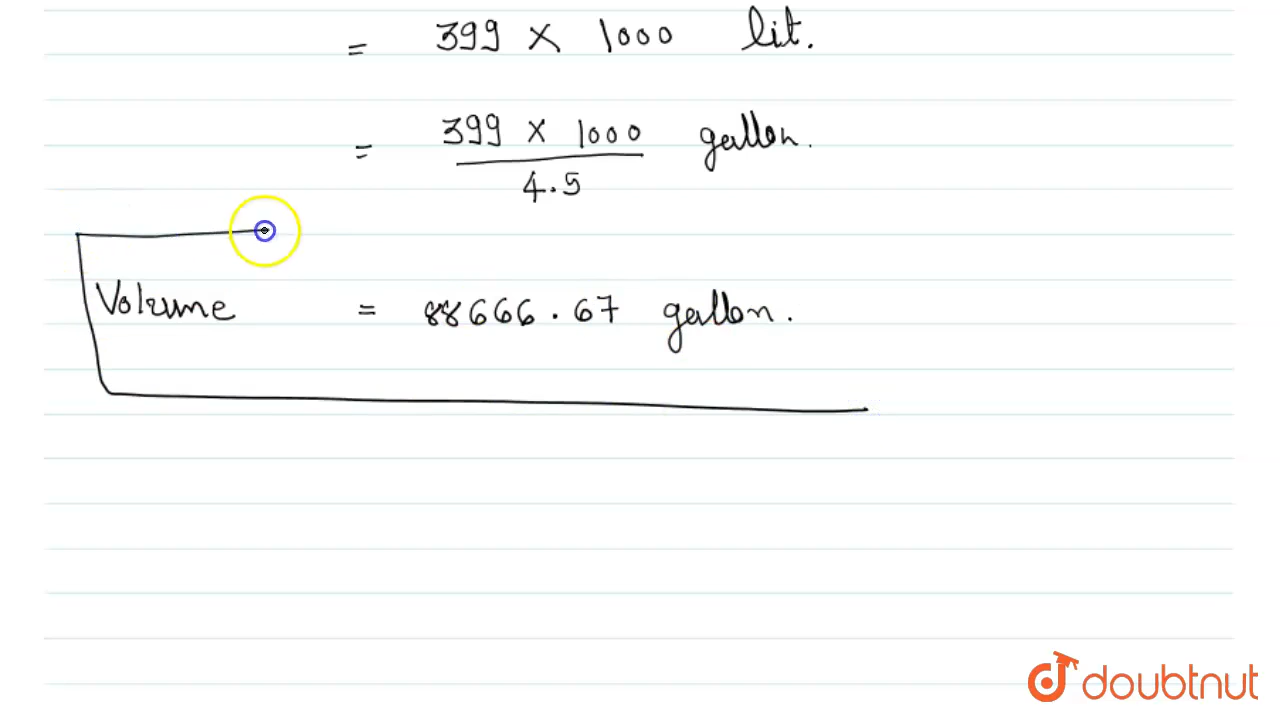 = 399 × 1000 lit.
= 399 × 1000 gallon.
4.5
Volume = 88666.67 gallon.
doubtnut